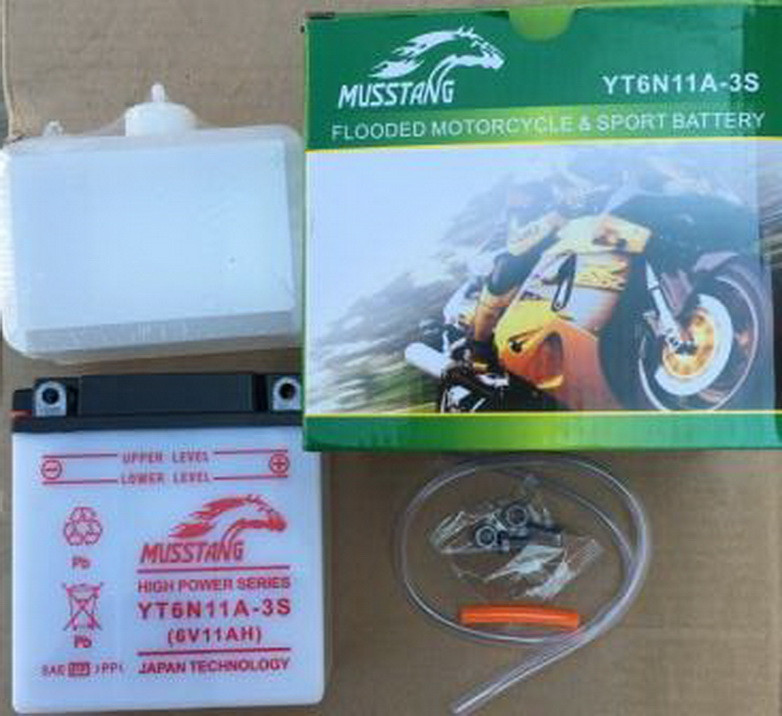 MUSSTANG
YT6N11A-3S
FLOODED MOTORCYCLE & SPORT BATTERY
UPPER LEVEL
LOWER LEVEL
MUSSTANG
Pb
HIGH POWER SERIES
YT6N11A-3S
(6V11AH)
Pb
SAE
JAPAN TECHNOLOGY